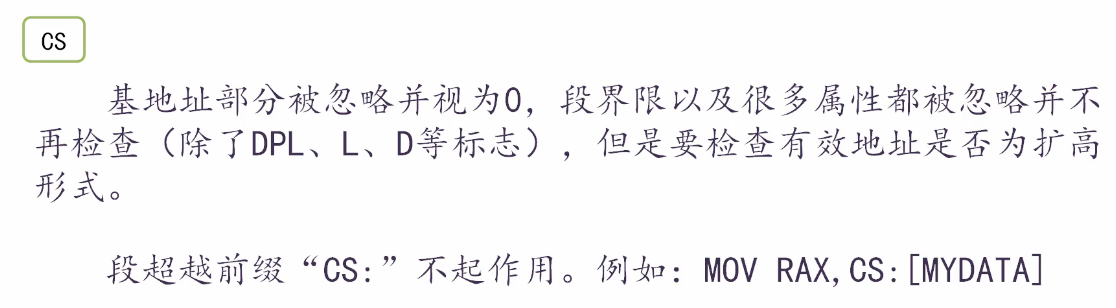 CS
基地址部分被忽略并视为0，段界限以及很多属性都被忽略并不
再检查（除了DPL、L、D等标志），但是要检查有效地址是否为扩高
形式。
段超越前缀“CS:”不起作用。例如：MOV RAX,CS:[MYDATA]